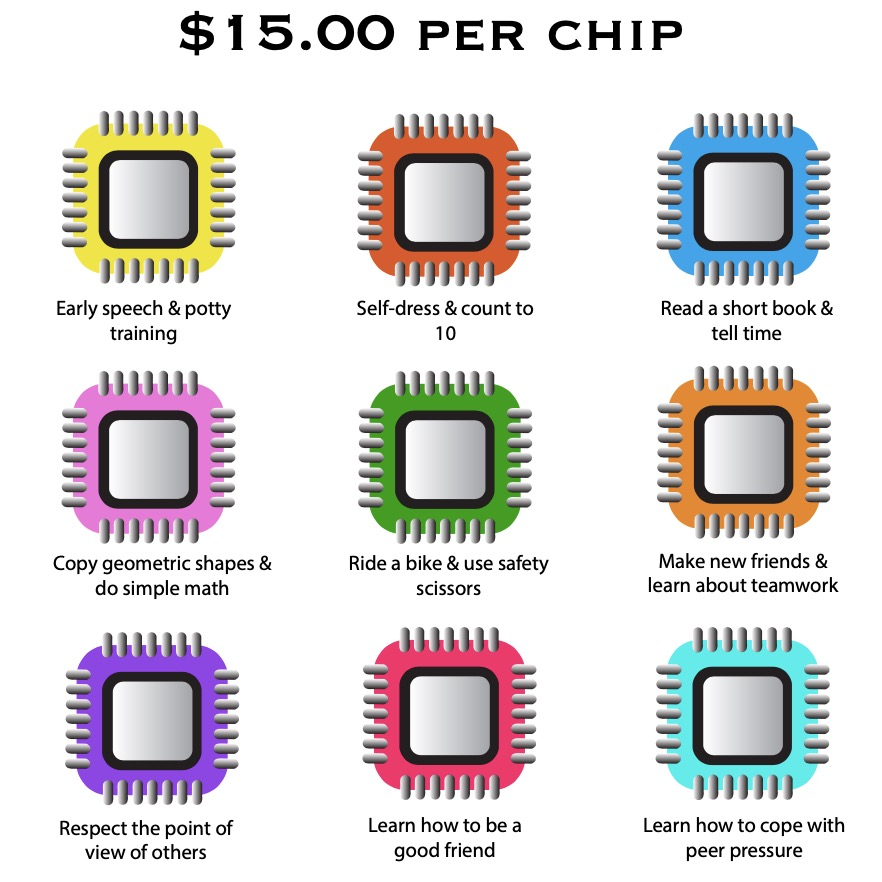 $15.00 PER CHIP
Early speech & potty
training
Self-dress & count to
10
Read a short book &
tell time
Copy geometric shapes &
do simple math
Ride a bike & use safety
scissors
Make new friends &
learn about teamwork
Respect the point of
view of others
Learn how to be a
good friend
Learn how to cope with
peer pressure